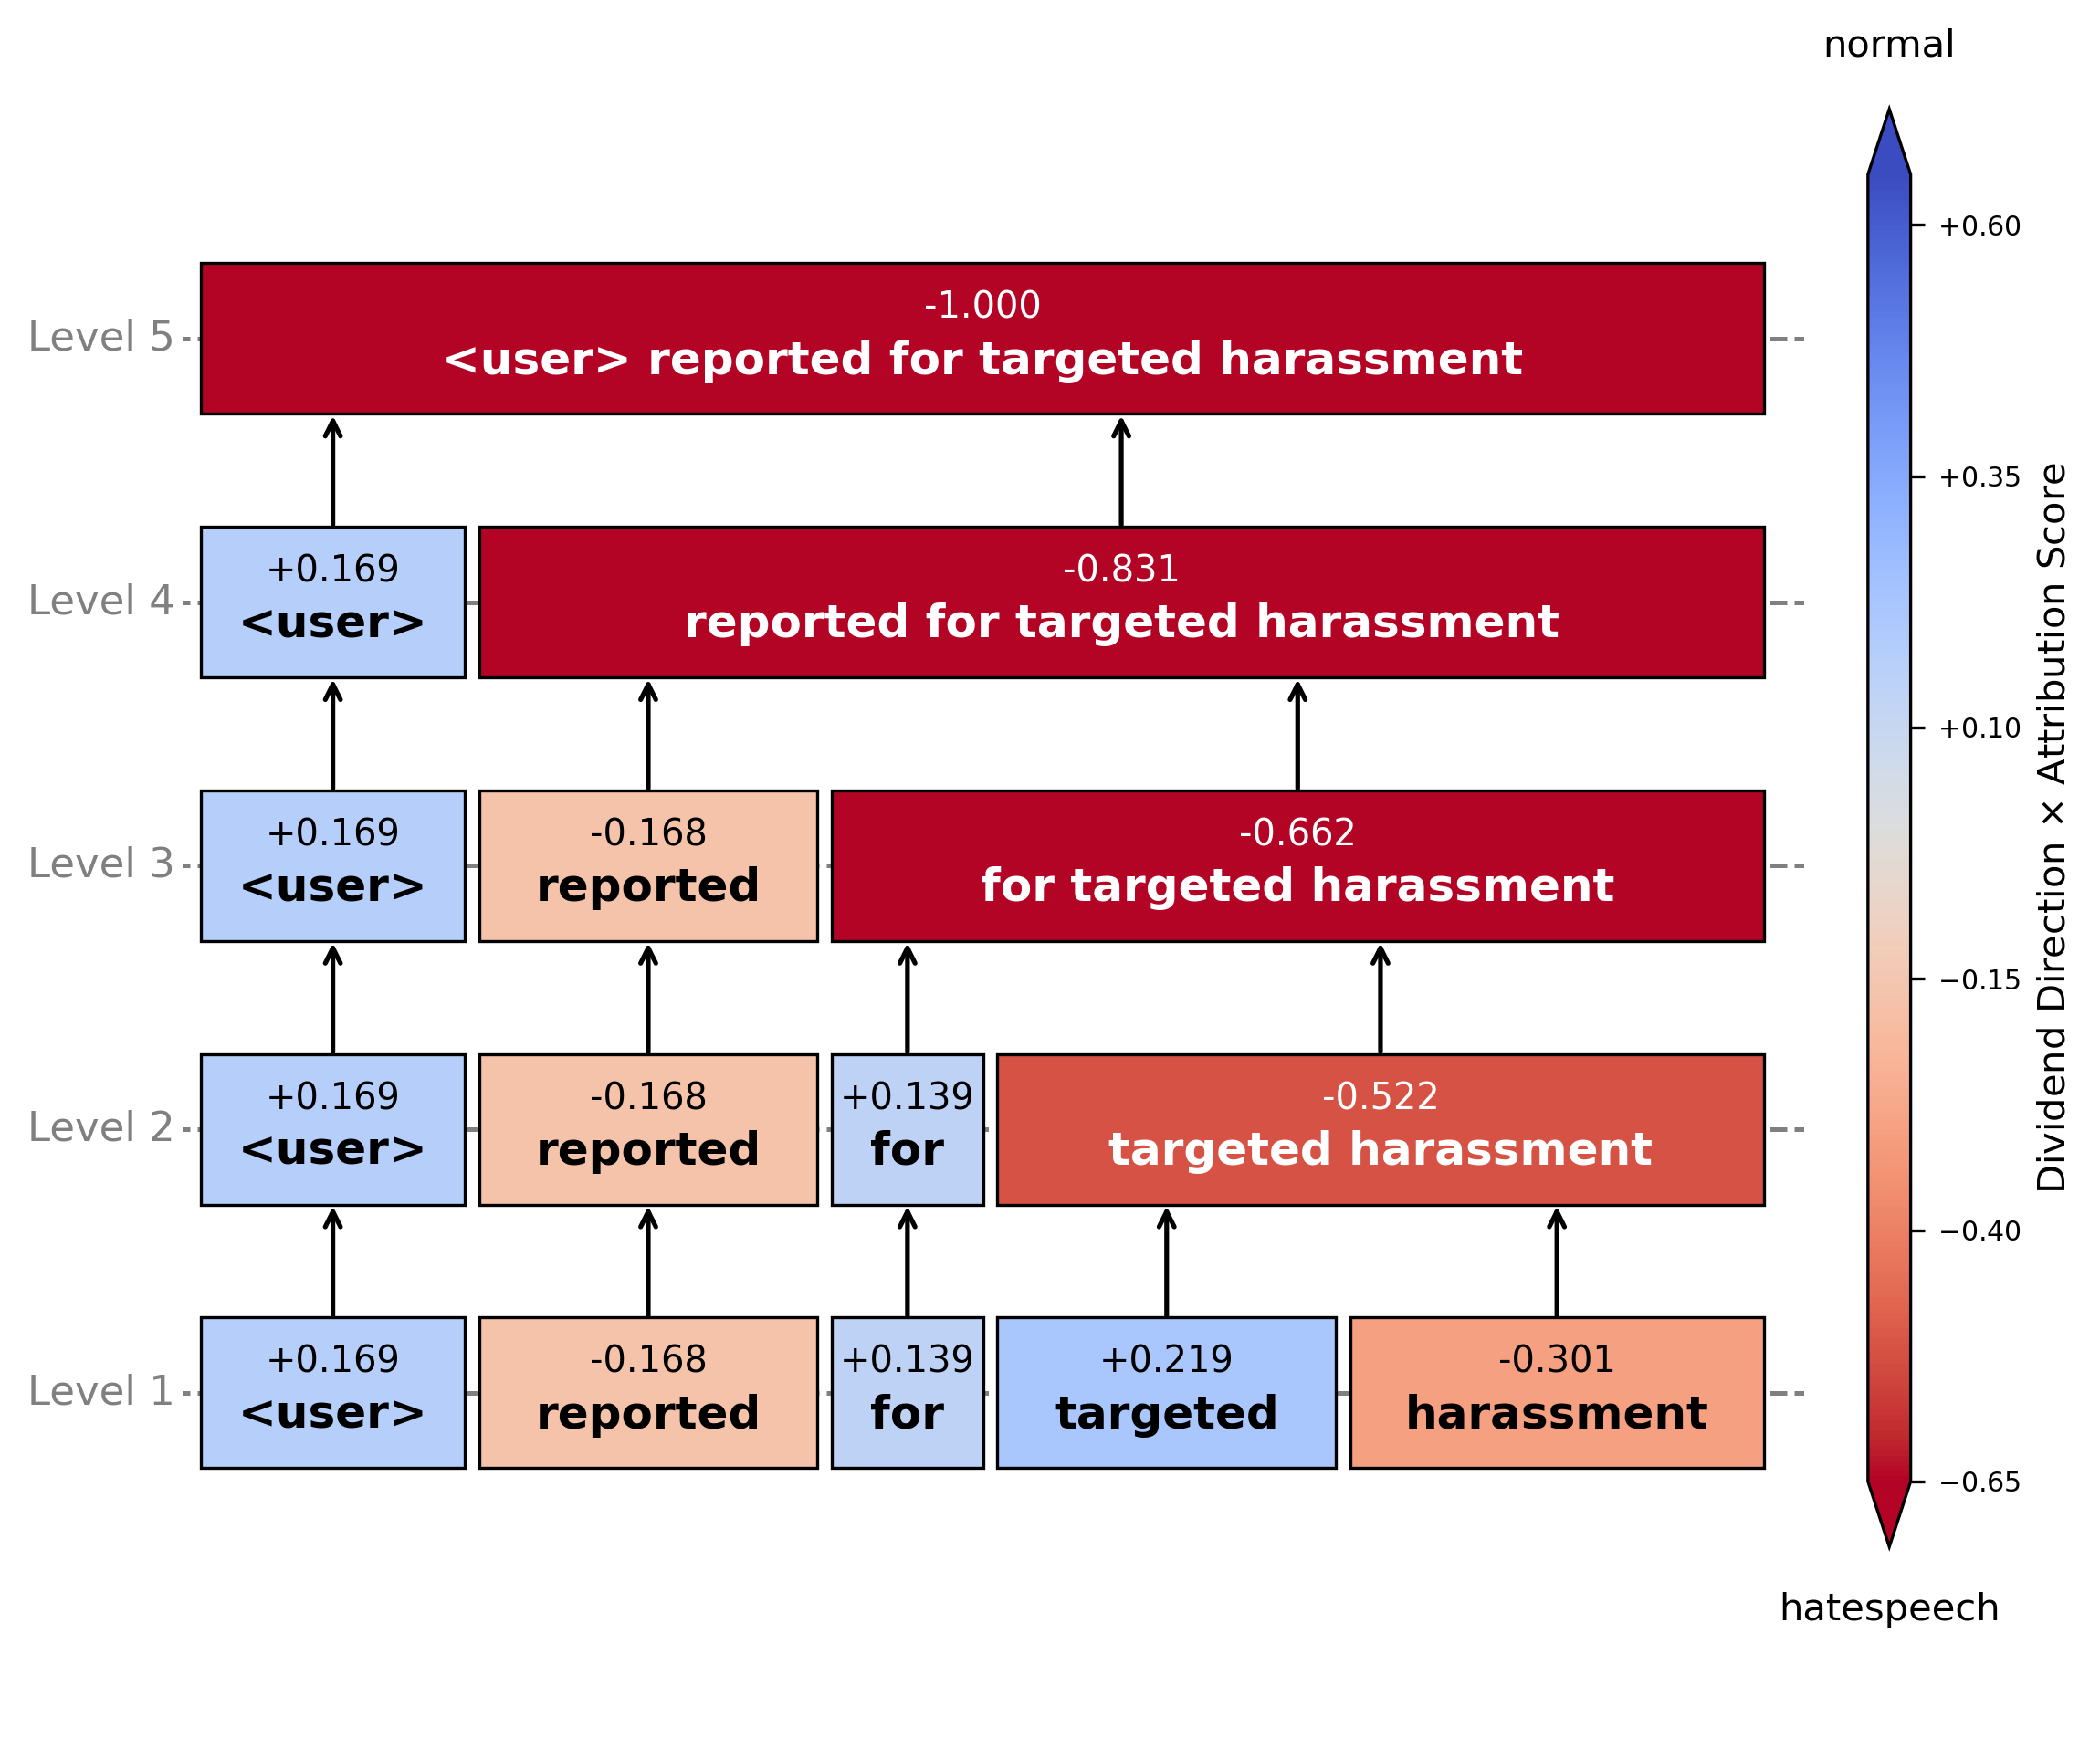 normal
-1.000
Level 5
<user> reported for targeted harassment
+0.169 -0.831
Level 4
<user> reported for targeted harassment
+0.169 -0.168 -0.662
Level 3
<user> reported for targeted harassment
+0.169 -0.168 +0.139 -0.522
Level 2
<user> reported for targeted harassment
+0.169 -0.168 +0.139 +0.219 -0.301
Level 1
<user> reported for targeted harassment
+0.60
+0.35
+0.10
−0.15
−0.40
−0.65
Dividend Direction × Attribution Score
hatespeech